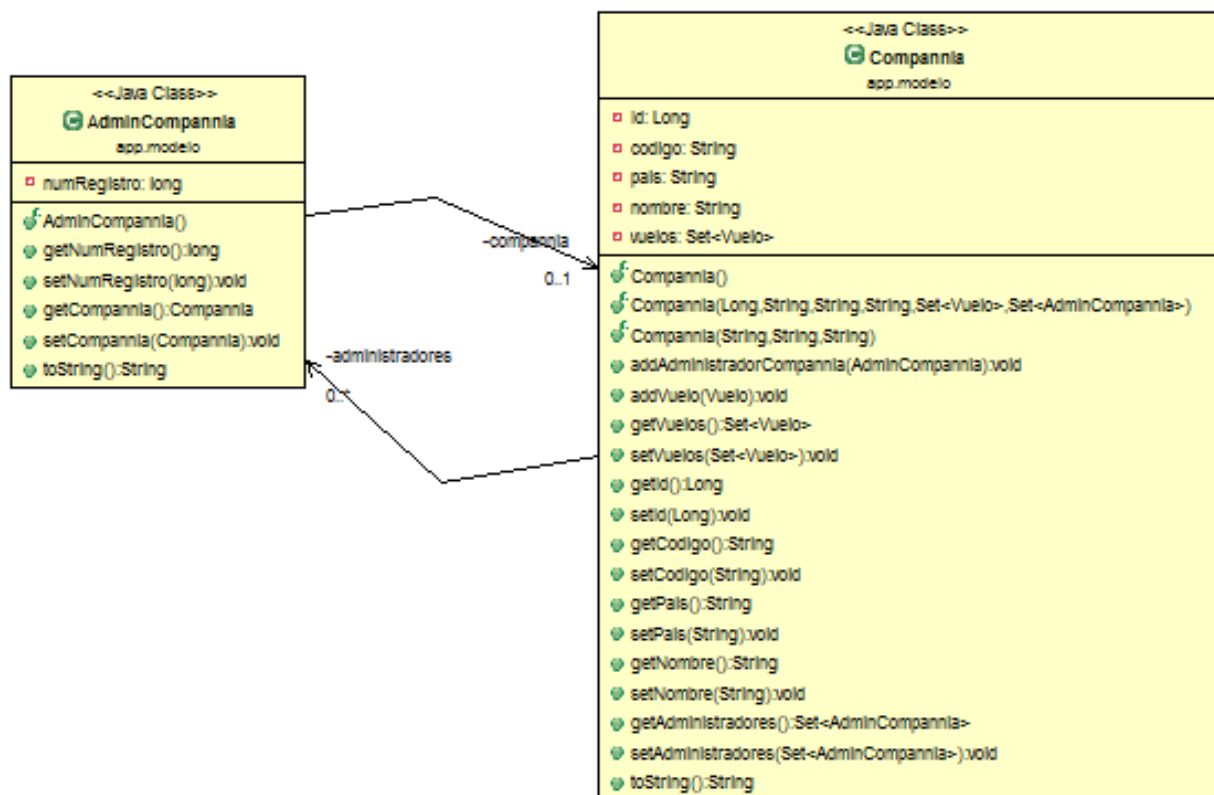 <<Java Class>>
AdminCompannia
app.modelo
numRegistro: long
AdminCompannia()
getNumRegistro():long
setNumRegistro(long):void
getCompannia():Compannia
setCompannia(Compannia):void
toString():String
-compannia
0..1
-administradores
0..*
<<Java Class>>
Compannia
app.modelo
id: Long
codigo: String
pais: String
nombre: String
vuelos: Set<Vuelo>
Compannia()
Compannia(Long,String,String,String,Set<Vuelo>,Set<AdminCompannia>)
Compannia(String,String,String)
addAdministradorCompannia(AdminCompannia):void
addVuelo(Vuelo):void
getVuelos():Set<Vuelo>
setVuelos(Set<Vuelo>):void
getId():Long
setId(Long):void
getCodigo():String
setCodigo(String):void
getPais():String
setPais(String):void
getNombre():String
setNombre(String):void
getAdministradores():Set<AdminCompannia>
setAdministradores(Set<AdminCompannia>):void
toString():String